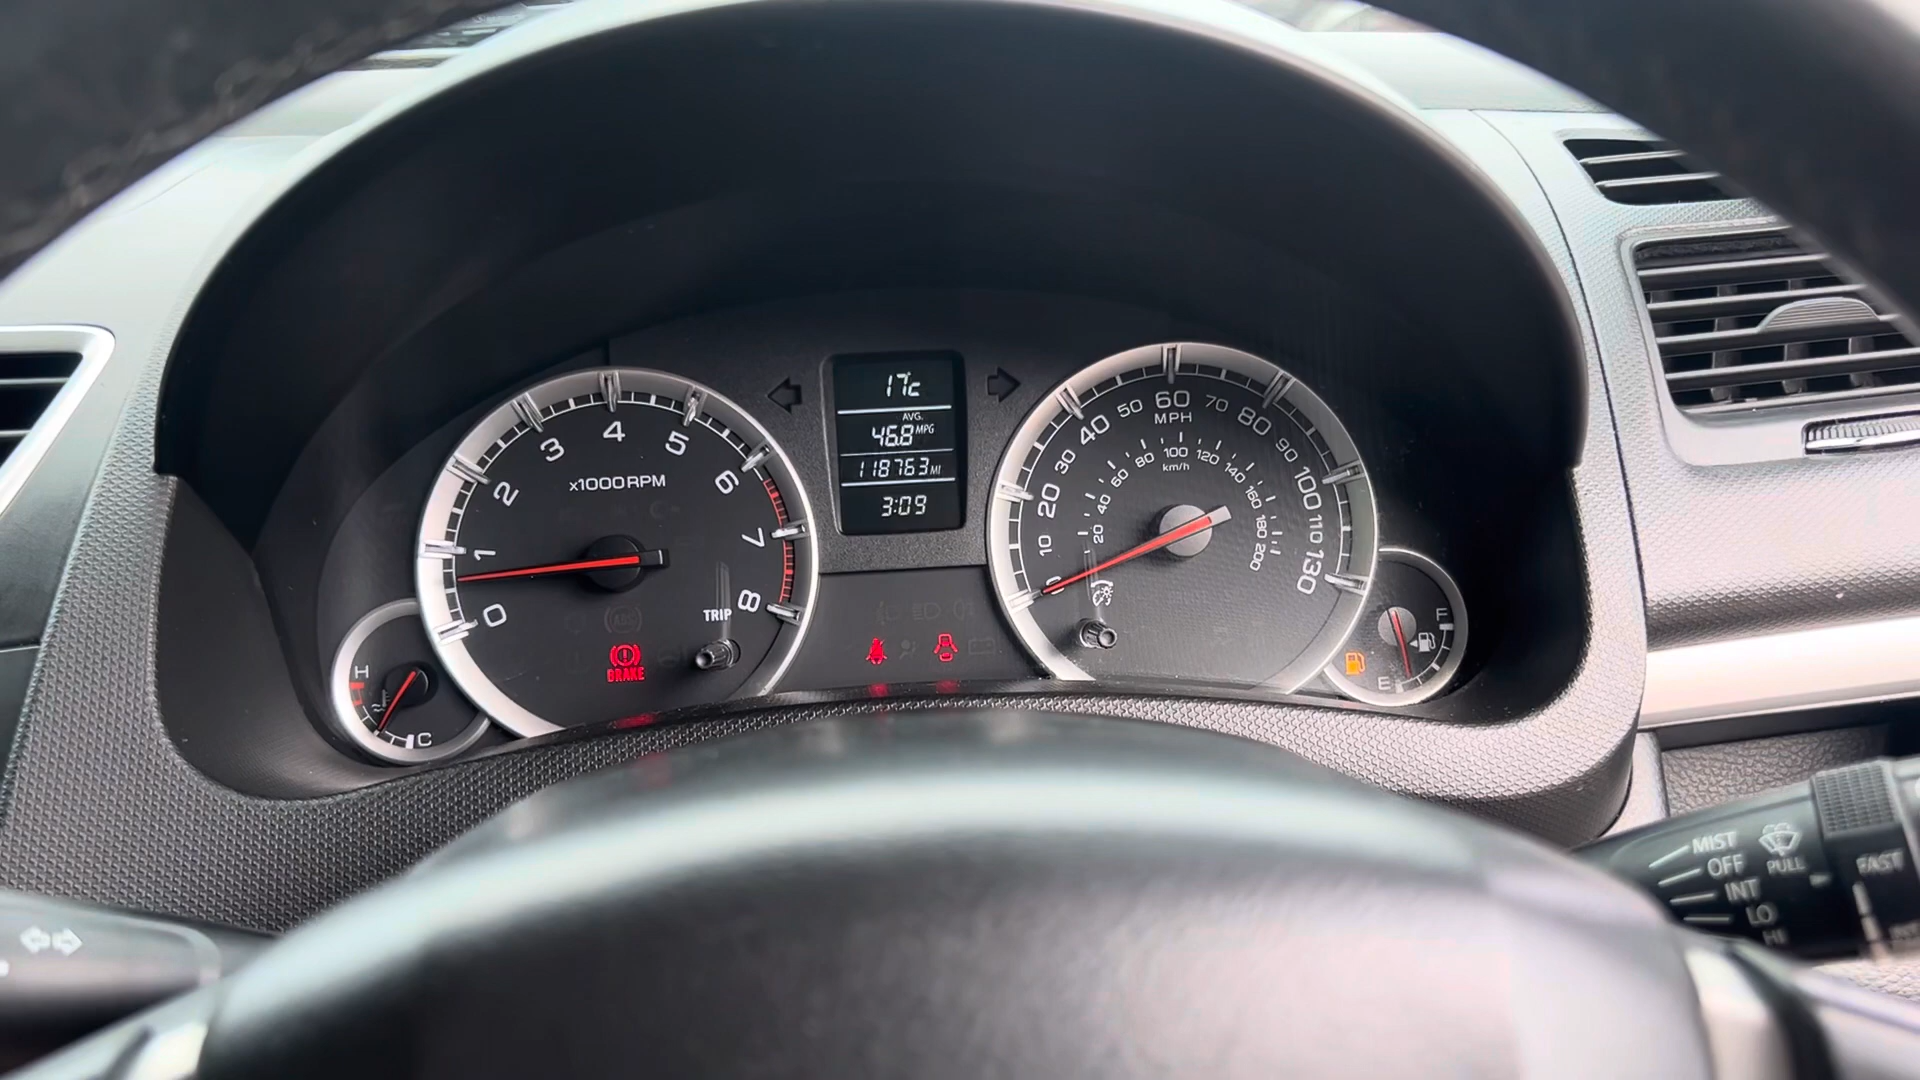 17c
AVG.
46.8 MPG
118763 MI
3:09
0 1 2 3 4 5 6 7 8
x1000RPM
TRIP
BRAKE
ABS
H
C
0 10 20 30 40 50 60 70 80 90 100 110 130
MPH
20 40 60 80 100 120 140 160 180 200
km/h
F
E
MIST
OFF
INT
LO
HI
PULL
FAST